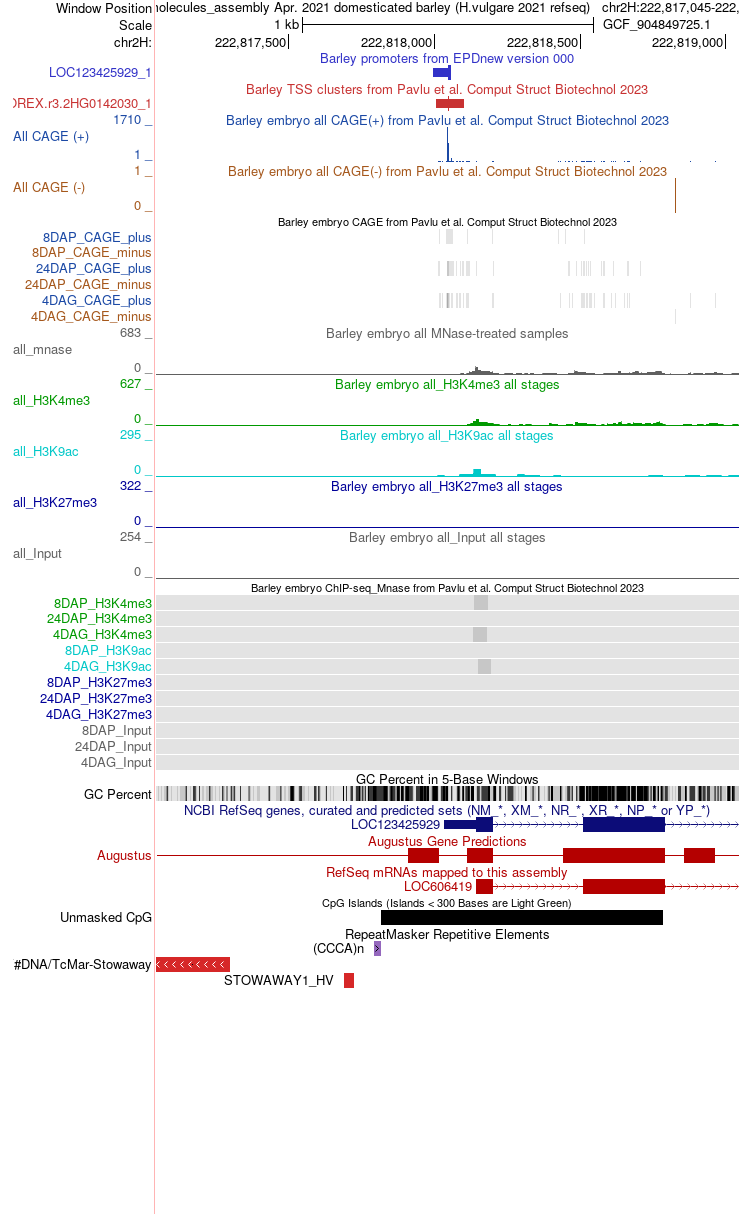 Window Position olecules_assembly Apr. 2021 domesticated barley (H.vulgare 2021 refseq) chr2H:222,817,045-222,
Scale 1 kb GCF_904849725.1
chr2H: 222,817,500 222,818,000 222,818,500 222,819,000
Barley promoters from EPDnew version 000
LOC123425929_1
Barley TSS clusters from Pavlu et al. Comput Struct Biotechnol 2023
OREX.r3.2HG0142030_1
1710 _ Barley embryo all CAGE(+) from Pavlu et al. Comput Struct Biotechnol 2023
All CAGE (+)
1 _
1 _ Barley embryo all CAGE(-) from Pavlu et al. Comput Struct Biotechnol 2023
All CAGE (-)
0 _
Barley embryo CAGE from Pavlu et al. Comput Struct Biotechnol 2023
8DAP_CAGE_plus
8DAP_CAGE_minus
24DAP_CAGE_plus
24DAP_CAGE_minus
4DAG_CAGE_plus
4DAG_CAGE_minus
683 _ Barley embryo all MNase-treated samples
all_mnase
0 _
627 _ Barley embryo all_H3K4me3 all stages
all_H3K4me3
0 _
295 _ Barley embryo all_H3K9ac all stages
all_H3K9ac
0 _
322 _ Barley embryo all_H3K27me3 all stages
all_H3K27me3
0 _
254 _ Barley embryo all_Input all stages
all_Input
0 _
Barley embryo ChIP-seq_Mnase from Pavlu et al. Comput Struct Biotechnol 2023
8DAP_H3K4me3
24DAP_H3K4me3
4DAG_H3K4me3
8DAP_H3K9ac
4DAG_H3K9ac
8DAP_H3K27me3
24DAP_H3K27me3
4DAG_H3K27me3
8DAP_Input
24DAP_Input
4DAG_Input
GC Percent in 5-Base Windows
GC Percent
NCBI RefSeq genes, curated and predicted sets (NM_*, XM_*, NR_*, XR_*, NP_* or YP_*)
LOC123425929
Augustus Gene Predictions
Augustus
RefSeq mRNAs mapped to this assembly
LOC606419
CpG Islands (Islands < 300 Bases are Light Green)
Unmasked CpG
RepeatMasker Repetitive Elements
(CCCA)n
#DNA/TcMar-Stowaway
STOWAWAY1_HV